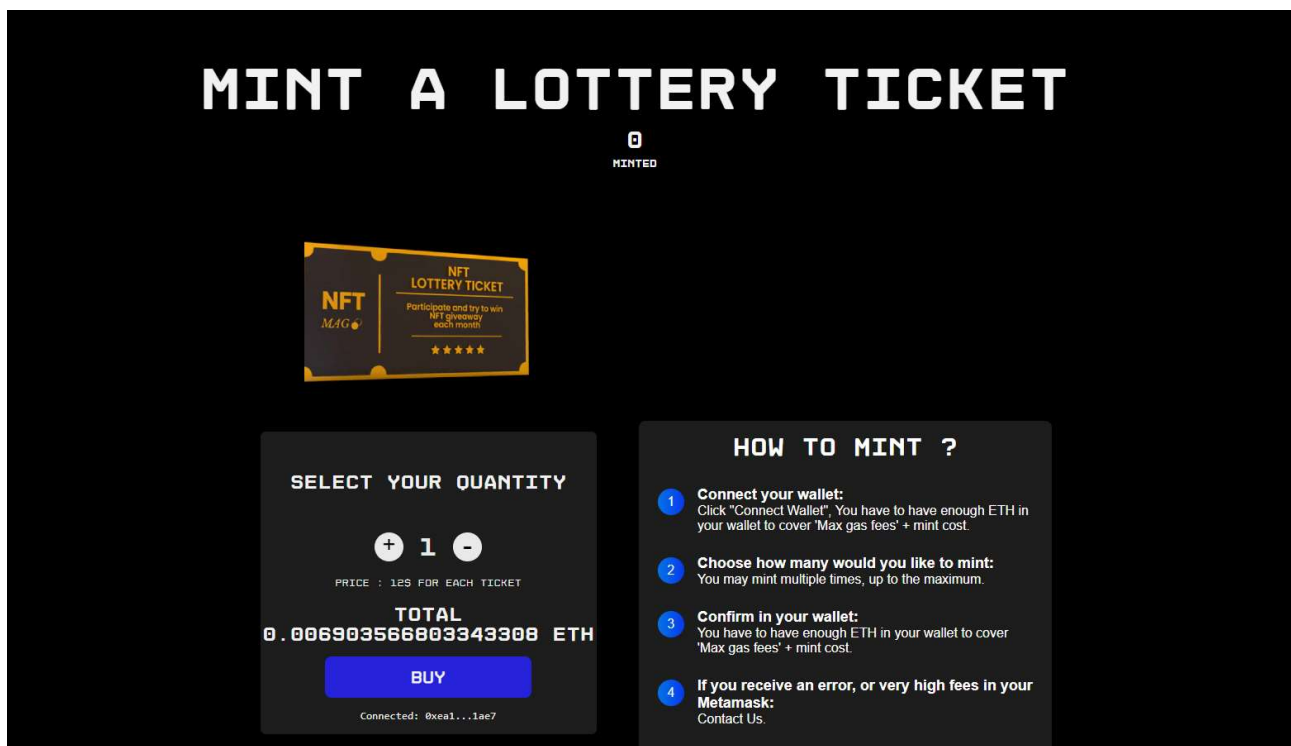 MINT A LOTTERY TICKET
0
MINTED
NFT
MAG
NFT
LOTTERY TICKET
Participate and try to win
NFT giveaway
each month
SELECT YOUR QUANTITY
+ 1 -
PRICE : 12$ FOR EACH TICKET
TOTAL
0.006903566803343308 ETH
BUY
Connected: 0xea1...1ae7
HOW TO MINT ?
1
Connect your wallet:
Click "Connect Wallet", You have to have enough ETH in
your wallet to cover 'Max gas fees' + mint cost.
2
Choose how many would you like to mint:
You may mint multiple times, up to the maximum.
3
Confirm in your wallet:
You have to have enough ETH in your wallet to cover
'Max gas fees' + mint cost.
4
If you receive an error, or very high fees in your
Metamask:
Contact Us.